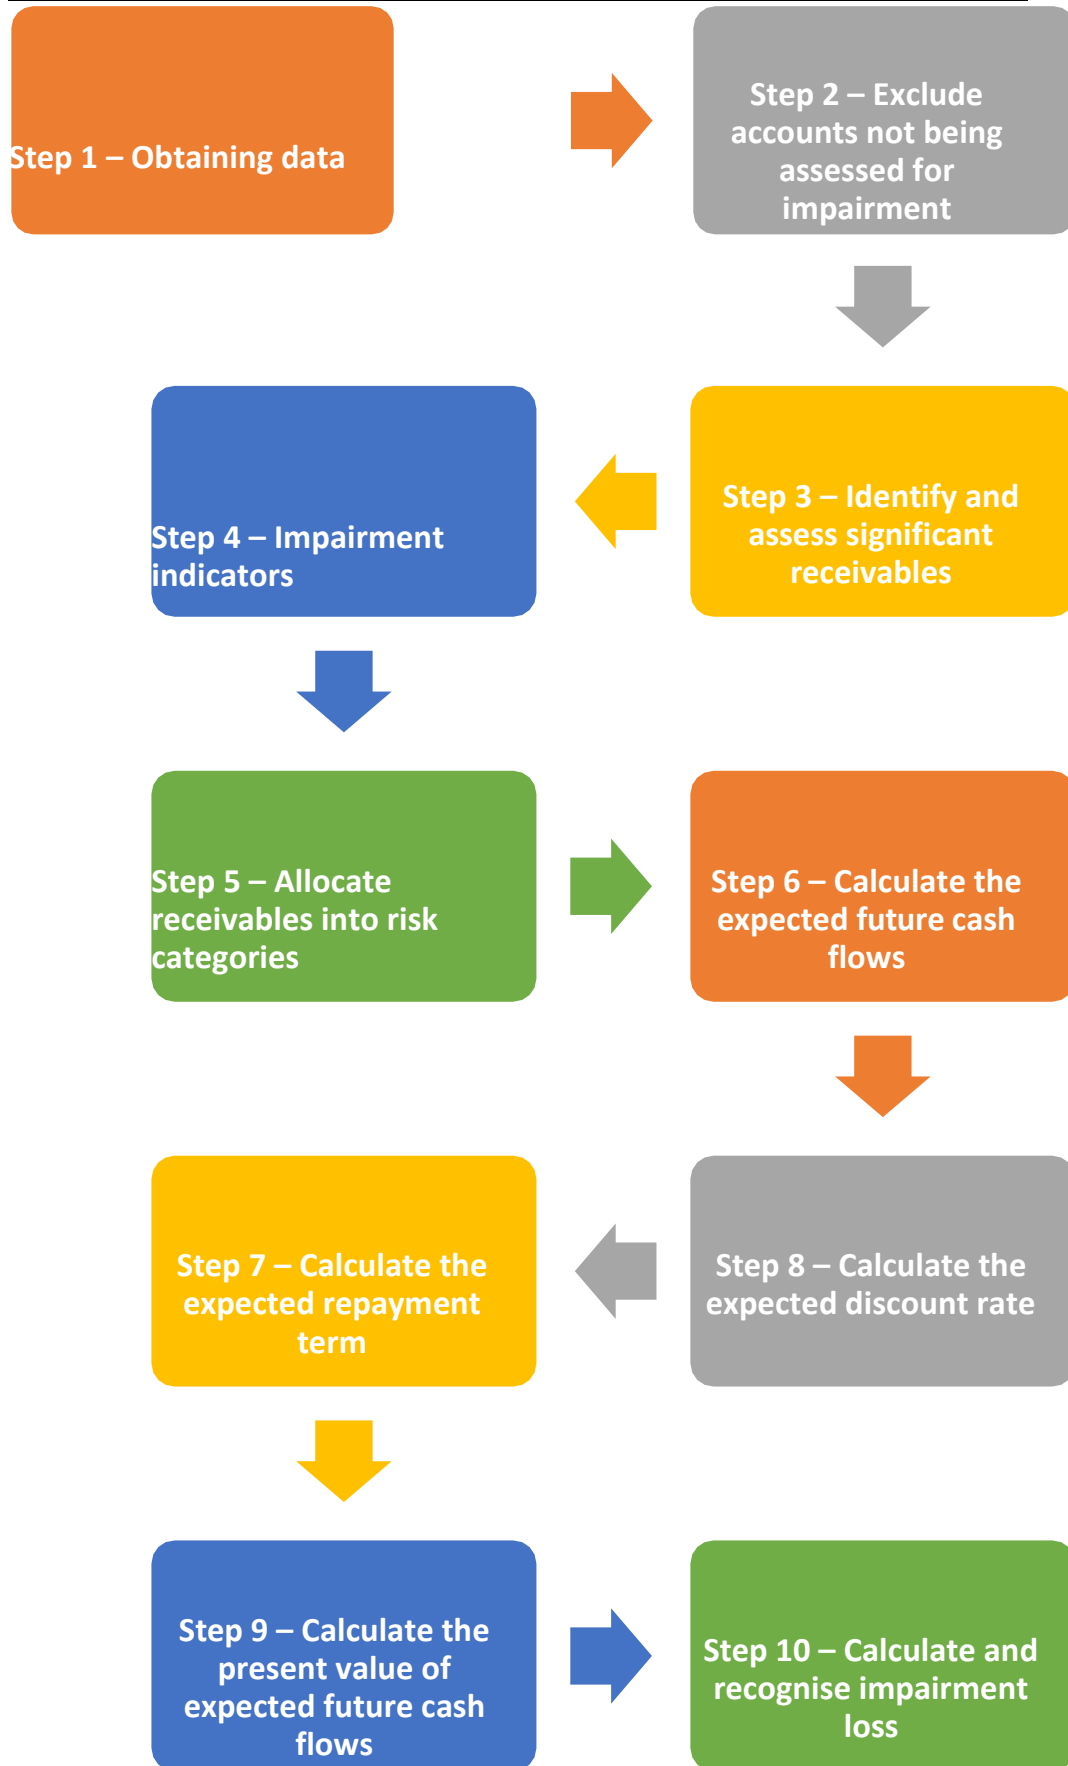 Step 1 – Obtaining data
Step 2 – Exclude
accounts not being
assessed for
impairment
Step 3 – Identify and
assess significant
receivables
Step 4 – Impairment
indicators
Step 5 – Allocate
receivables into risk
categories
Step 6 – Calculate the
expected future cash
flows
Step 8 – Calculate the
expected discount rate
Step 7 – Calculate the
expected repayment
term
Step 9 – Calculate the
present value of
expected future cash
flows
Step 10 – Calculate and
recognise impairment
loss